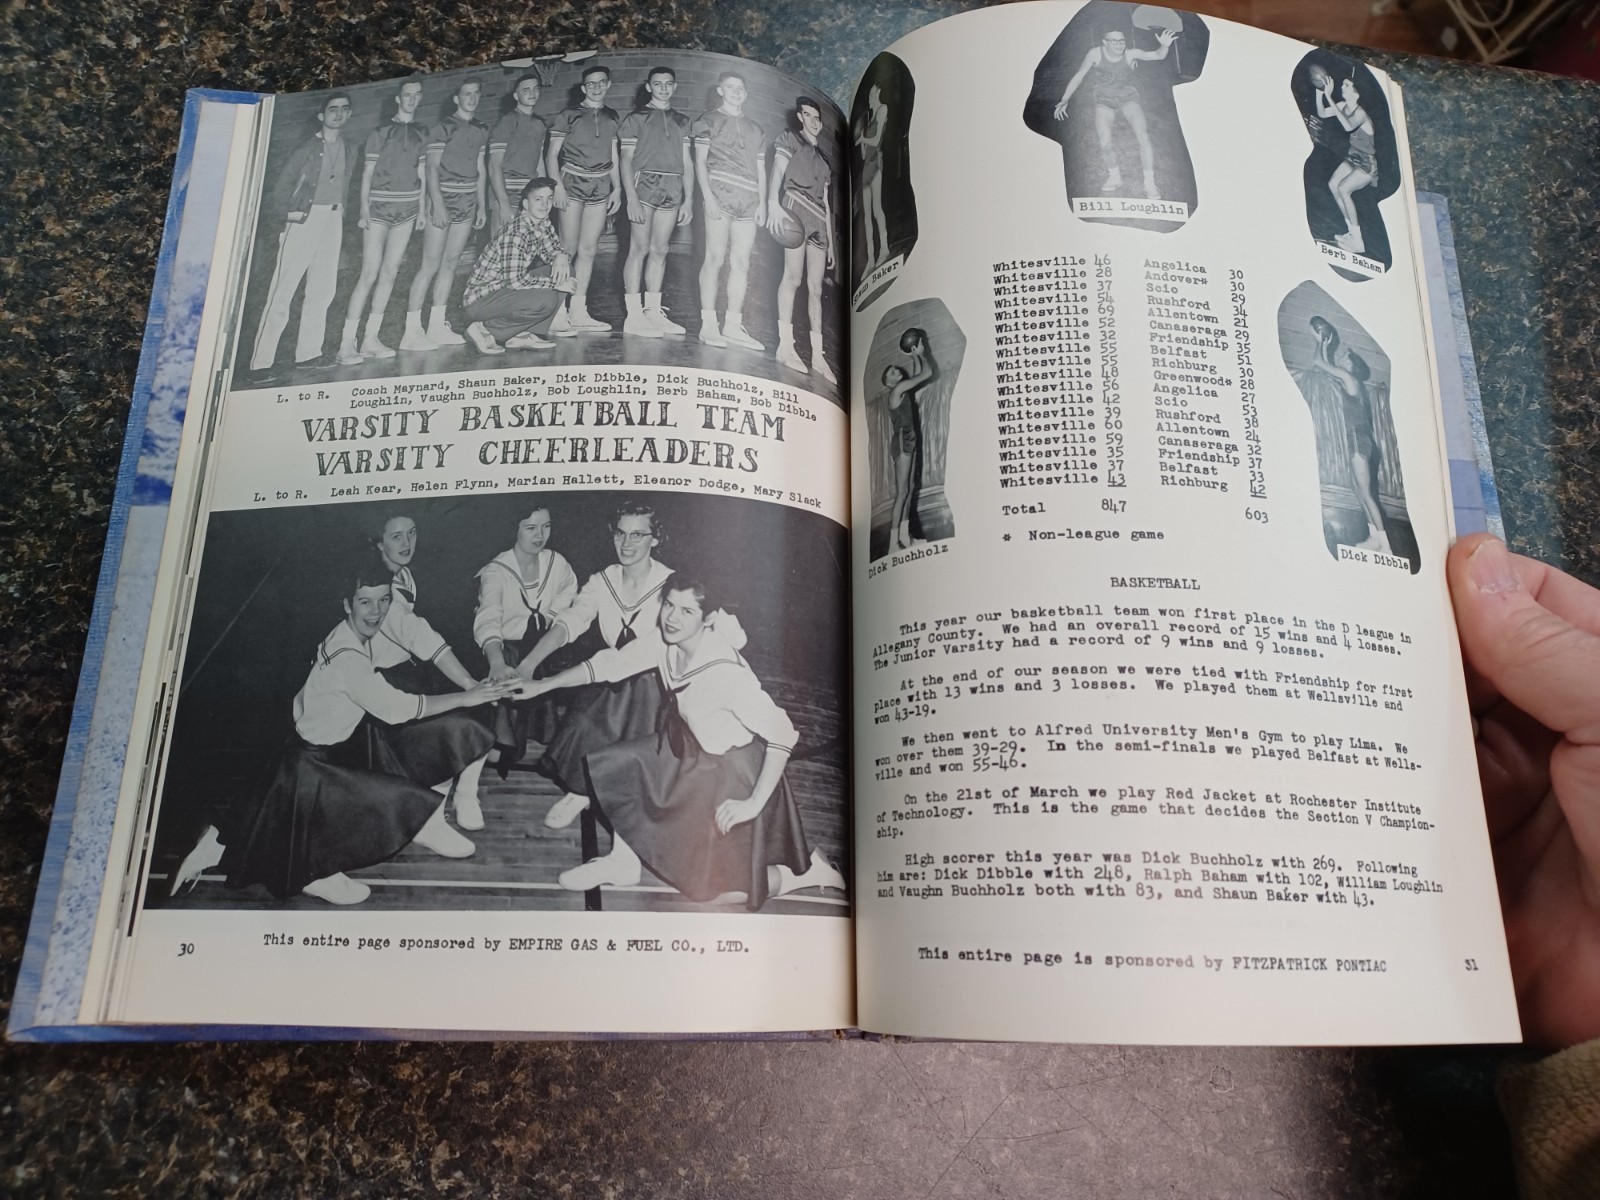 L. to R. Coach Maynard, Shaun Baker, Dick Dibble, Dick Buchholz, Bill
Loughlin, Vaughn Buchholz, Bob Loughlin, Berb Baham, Bob Dibble
VARSITY BASKETBALL TEAM
VARSITY CHEERLEADERS
L. to R. Leah Kear, Helen Flynn, Marian Hallett, Eleanor Dodge, Mary Slack
30 This entire page sponsored by EMPIRE GAS & FUEL CO., LTD.
Shaun Baker
Bill Loughlin
Berb Baham
Whitesville 46 Angelica 30
Whitesville 28 Andover* 30
Whitesville 37 Scio 29
Whitesville 54 Rushford 34
Whitesville 69 Allentown 21
Whitesville 52 Canaseraga 29
Whitesville 32 Friendship 35
Whitesville 55 Belfast 51
Whitesville 55 Richburg 30
Whitesville 48 Greenwood* 28
Whitesville 56 Angelica 27
Whitesville 42 Scio 53
Whitesville 39 Rushford 38
Whitesville 60 Allentown 24
Whitesville 59 Canaseraga 32
Whitesville 35 Friendship 37
Whitesville 37 Belfast 33
Whitesville 43 Richburg 42
Total 847 603
* Non-league game
Dick Buchholz
Dick Dibble
BASKETBALL
This year our basketball team won first place in the D league in
Allegany County. We had an overall record of 15 wins and 4 losses.
The Junior Varsity had a record of 9 wins and 9 losses.
At the end of our season we were tied with Friendship for first
place with 13 wins and 3 losses. We played them at Wellsville and
won 43-19.
We then went to Alfred University Men's Gym to play Lima. We
won over them 39-29. In the semi-finals we played Belfast at Wells-
ville and won 55-46.
On the 21st of March we play Red Jacket at Rochester Institute
of Technology. This is the game that decides the Section V Champion-
ship.
High scorer this year was Dick Buchholz with 269. Following
him are: Dick Dibble with 248, Ralph Baham with 102, William Loughlin
and Vaughn Buchholz both with 83, and Shaun Baker with 43.
This entire page is sponsored by FITZPATRICK PONTIAC 31